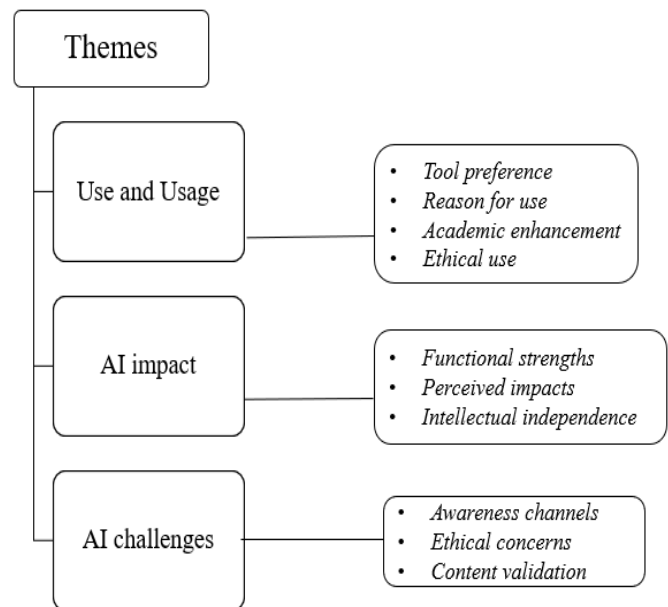 Themes
Use and Usage
• Tool preference
• Reason for use
• Academic enhancement
• Ethical use
AI impact
• Functional strengths
• Perceived impacts
• Intellectual independence
AI challenges
• Awareness channels
• Ethical concerns
• Content validation